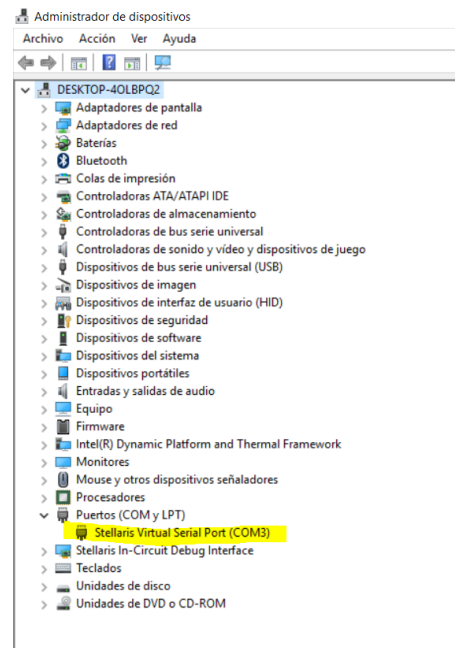 Administrador de dispositivos
Archivo Acción Ver Ayuda
DESKTOP-4OLBPQ2
Adaptadores de pantalla
Adaptadores de red
Baterías
Bluetooth
Colas de impresión
Controladoras ATA/ATAPI IDE
Controladoras de almacenamiento
Controladoras de bus serie universal
Controladoras de sonido y vídeo y dispositivos de juego
Dispositivos de bus serie universal (USB)
Dispositivos de imagen
Dispositivos de interfaz de usuario (HID)
Dispositivos de seguridad
Dispositivos de software
Dispositivos del sistema
Dispositivos portátiles
Entradas y salidas de audio
Equipo
Firmware
Intel(R) Dynamic Platform and Thermal Framework
Monitores
Mouse y otros dispositivos señaladores
Procesadores
Puertos (COM y LPT)
Stellaris Virtual Serial Port (COM3)
Stellaris In-Circuit Debug Interface
Teclados
Unidades de disco
Unidades de DVD o CD-ROM